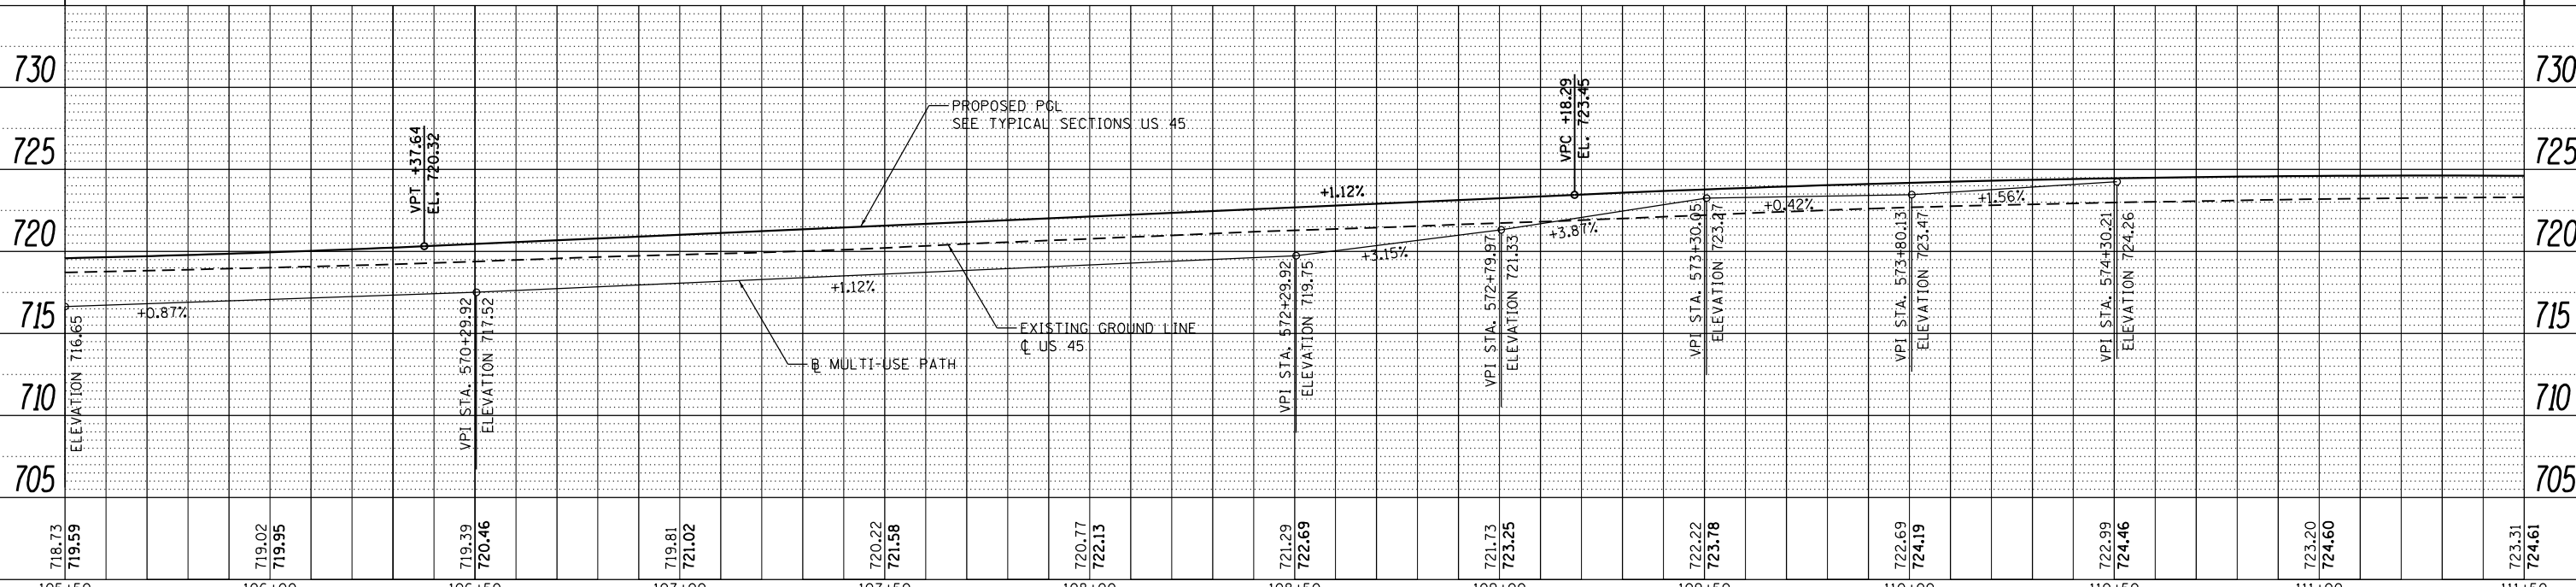 730
730
725
725
720
720
715
715
710
710
705
705
VPT +37.64
EL. 720.32
PROPOSED PGL
SEE TYPICAL SECTIONS US 45
+1.12%
VPC +18.29
EL. 723.45
+0.87%
+1.12%
+3.15%
+3.87%
+0.42%
+1.56%
EXISTING GROUND LINE
℄ US 45
MULTI-USE PATH
ELEVATION 716.65
VPI STA. 570+29.92
ELEVATION 717.52
VPI STA. 572+29.92
ELEVATION 719.75
VPI STA. 572+79.97
ELEVATION 721.33
VPI STA. 573+30.05
ELEVATION 723.27
VPI STA. 573+80.13
ELEVATION 723.47
VPI STA. 574+30.21
ELEVATION 724.26
718.73
719.59
719.02
719.95
719.39
720.46
719.81
721.02
720.22
721.58
720.77
722.13
721.29
722.69
721.73
723.25
722.22
723.78
722.69
724.19
722.99
724.46
723.20
724.60
723.31
724.61